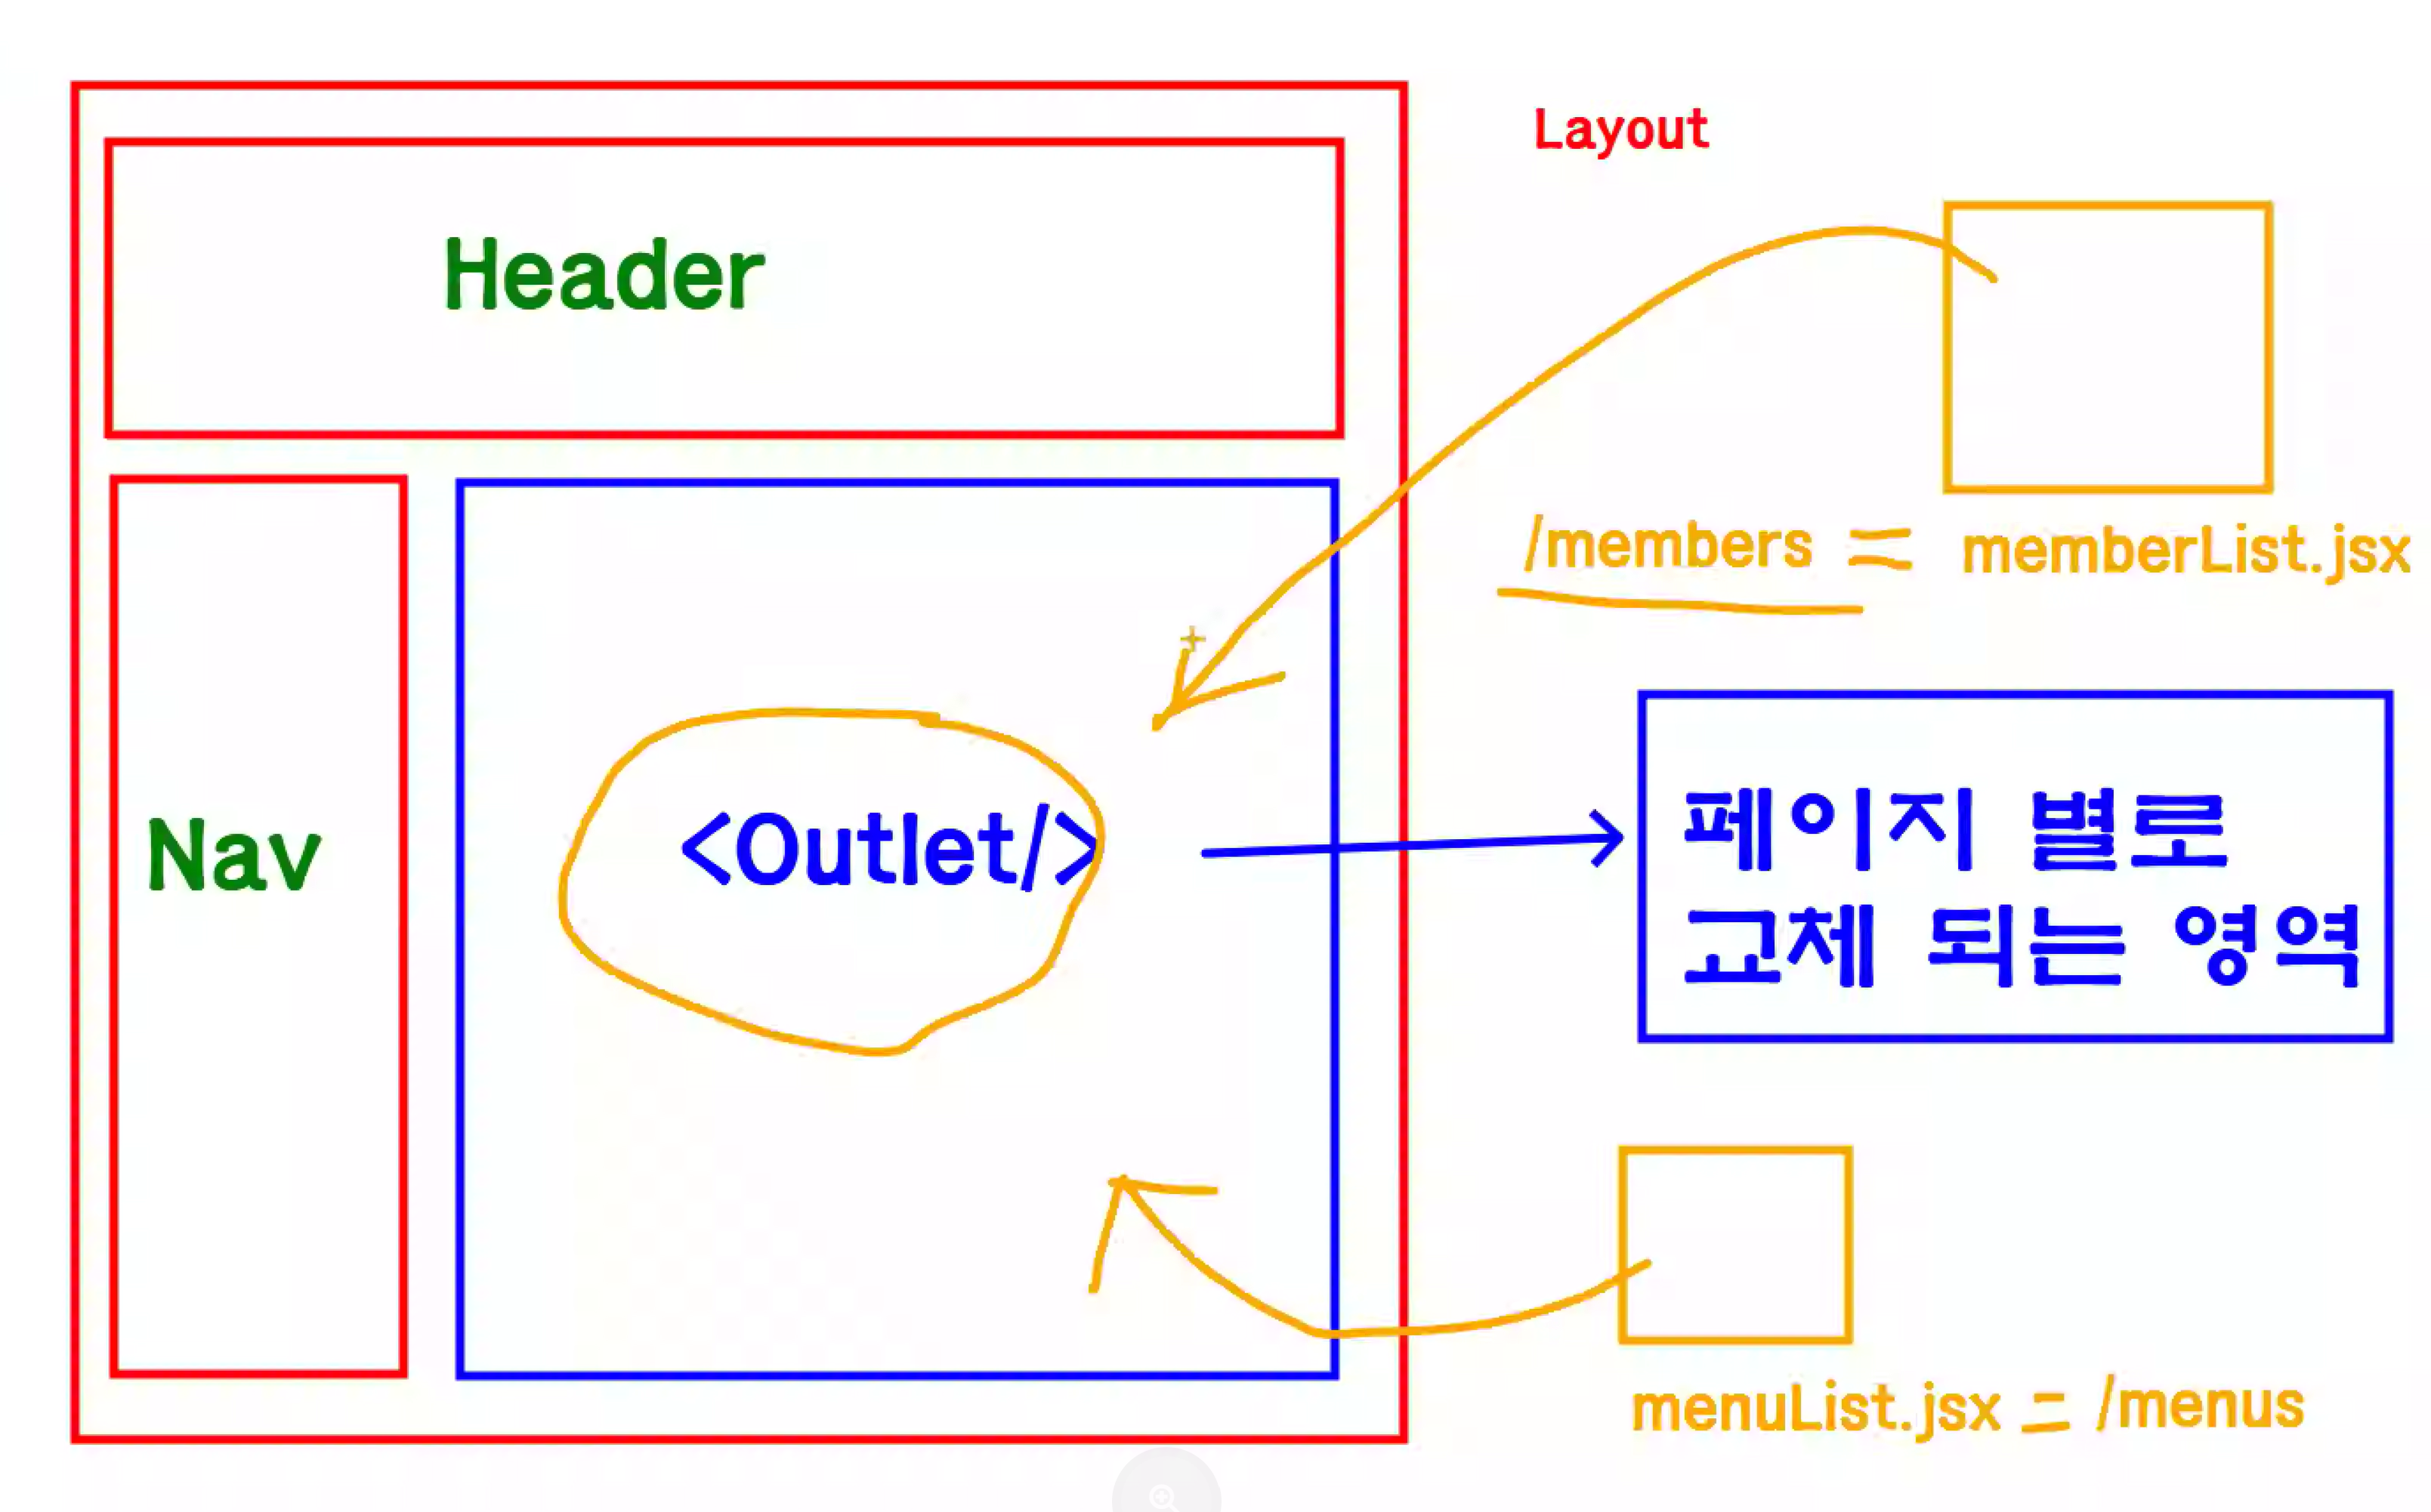 Layout
Header
/members = memberList.jsx
Nav
<Outlet/>
페이지 별로
교체 되는 영역
menuList.jsx = /menus